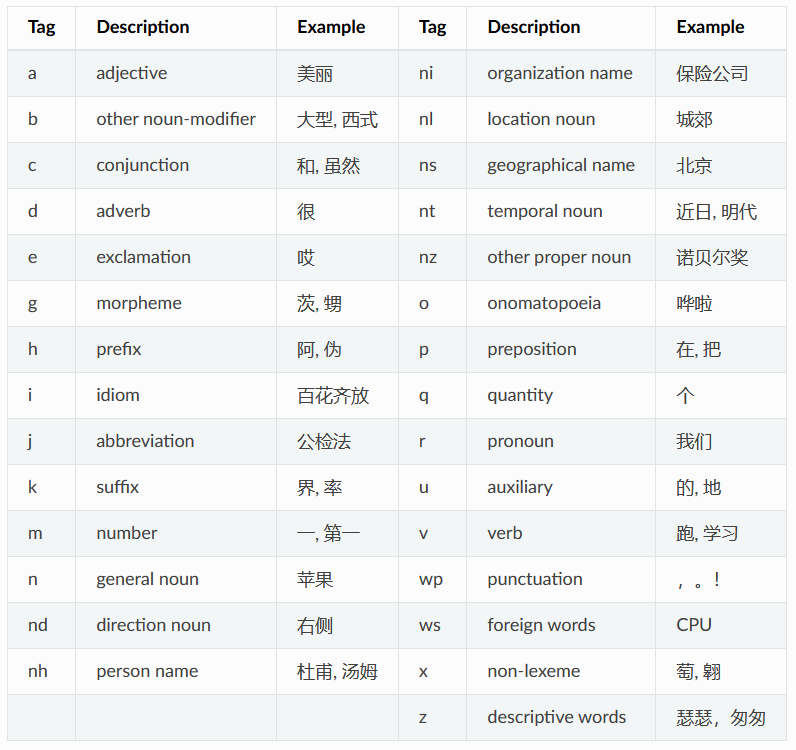 Tag Description Example Tag Description Example
a adjective 美丽 ni organization name 保险公司
b other noun-modifier 大型, 西式 nl location noun 城郊
c conjunction 和, 虽然 ns geographical name 北京
d adverb 很 nt temporal noun 近日, 明代
e exclamation 哎 nz other proper noun 诺贝尔奖
g morpheme 茨, 甥 o onomatopoeia 哗啦
h prefix 阿, 伪 p preposition 在, 把
i idiom 百花齐放 q quantity 个
j abbreviation 公检法 r pronoun 我们
k suffix 界, 率 u auxiliary 的, 地
m number 一, 第一 v verb 跑, 学习
n general noun 苹果 wp punctuation ，。！
nd direction noun 右侧 ws foreign words CPU
nh person name 杜甫, 汤姆 x non-lexeme 萄, 翱
z descriptive words 瑟瑟，匆匆